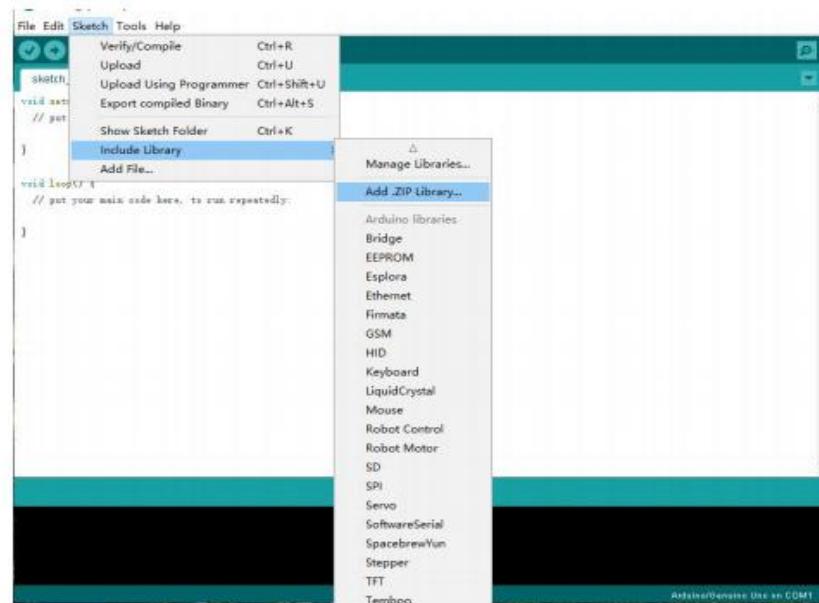 File Edit Sketch Tools Help
Verify/Compile Ctrl+R
Upload Ctrl+U
Upload Using Programmer Ctrl+Shift+U
Export compiled Binary Ctrl+Alt+S
Show Sketch Folder Ctrl+K
Include Library
Add File...
sketch_
void
// put
}
void loop() {
// put your main code here, to run repeatedly:
}
Manage Libraries...
Add .ZIP Library...
Arduino libraries
Bridge
EEPROM
Esplora
Ethernet
Firmata
GSM
HID
Keyboard
LiquidCrystal
Mouse
Robot Control
Robot Motor
SD
SPI
Servo
SoftwareSerial
SpacebrewYun
Stepper
TFT
Temboo
Arduino/Genuino Uno on COM1